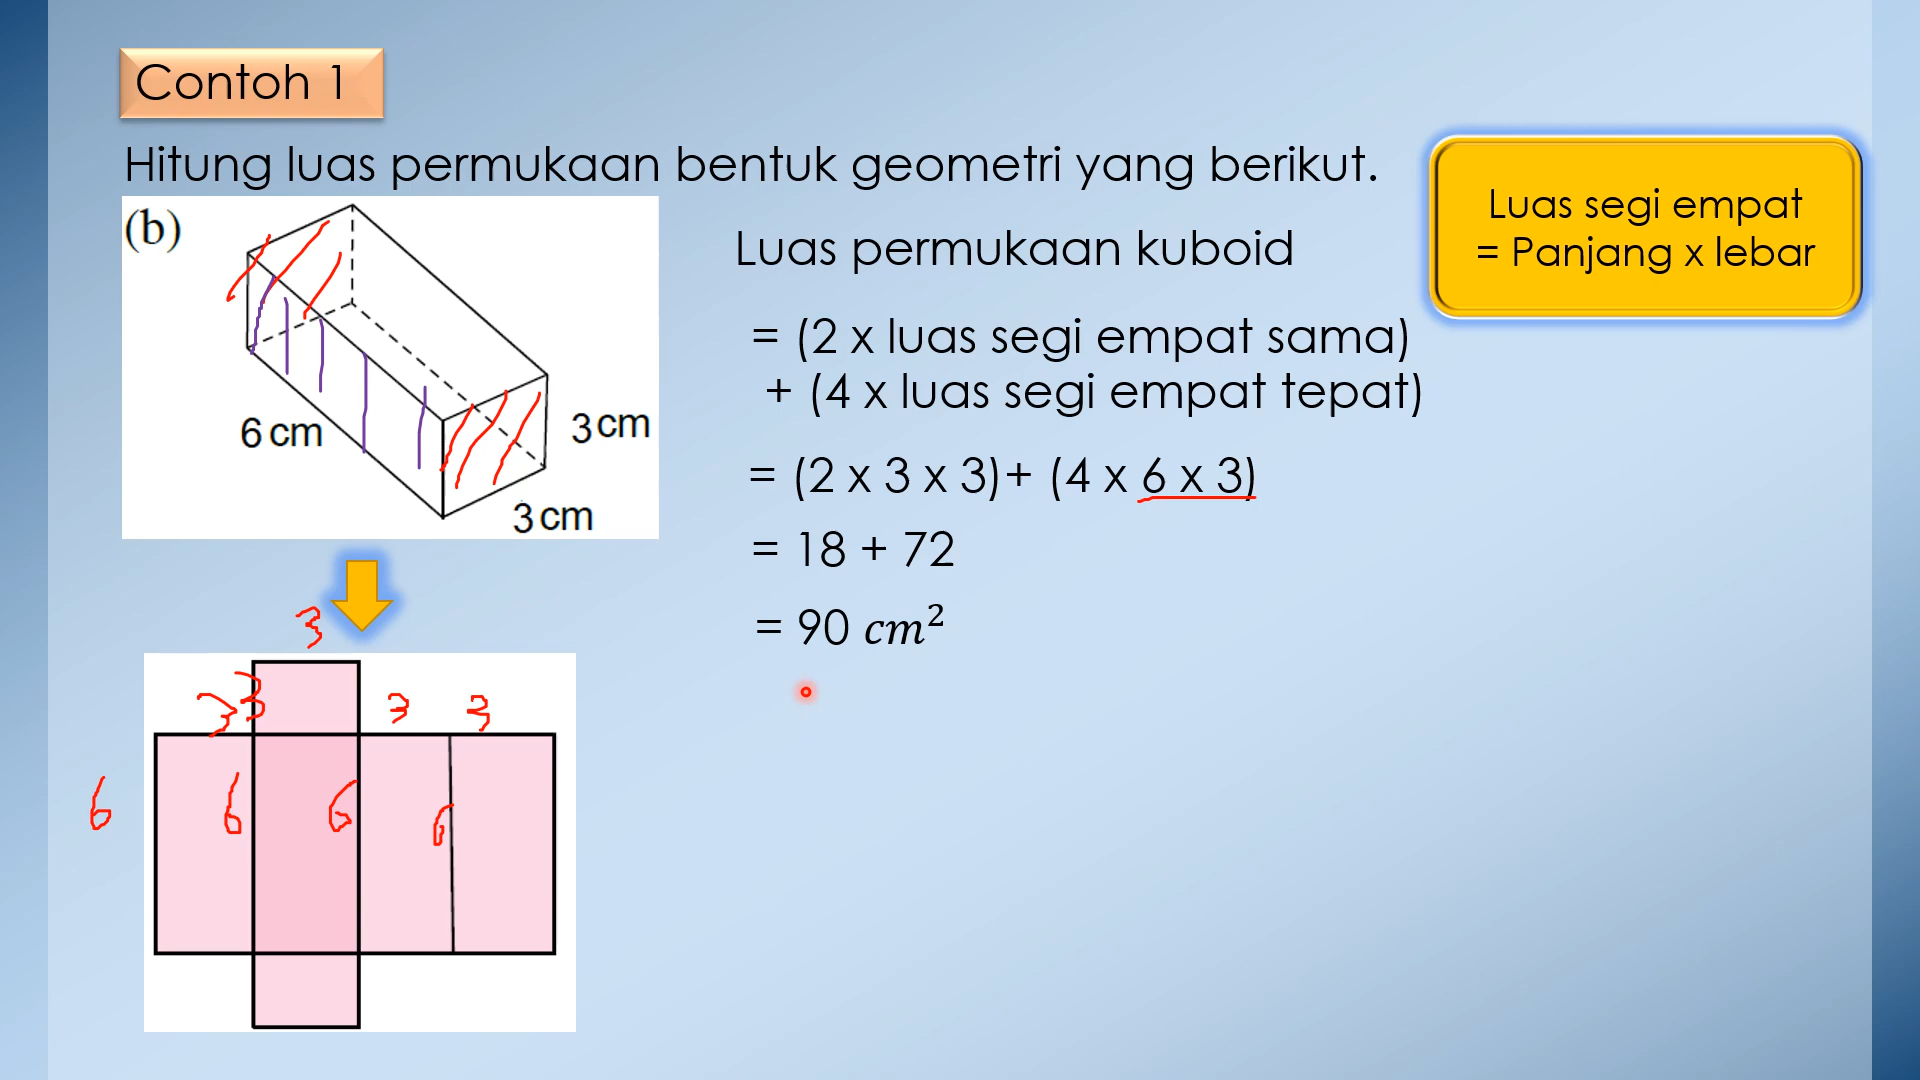 Contoh 1
Hitung luas permukaan bentuk geometri yang berikut.
(b)
6 cm
3 cm
3 cm
Luas permukaan kuboid
= (2 x luas segi empat sama)
+ (4 x luas segi empat tepat)
= (2 x 3 x 3)+ (4 x 6 x 3)
= 18 + 72
= 90 cm²
Luas segi empat
= Panjang x lebar
3
3 3 3 3
6 6 6 6